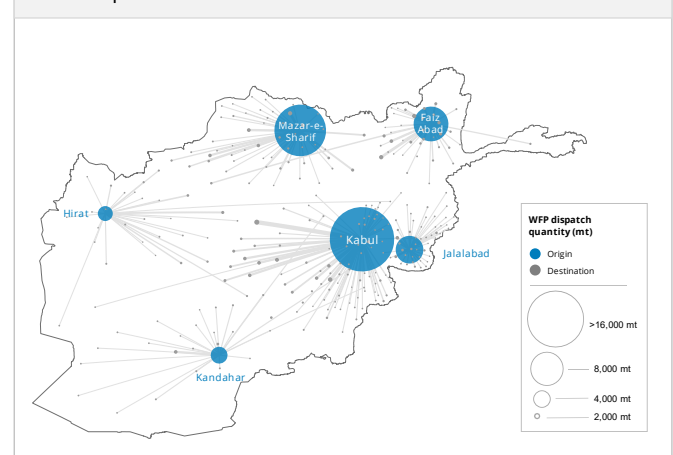 Mazar-e-
Sharif
Faiz
Abad
Hirat
Kabul
Jalalabad
Kandahar
WFP dispatch
quantity (mt)
Origin
Destination
>16,000 mt
8,000 mt
4,000 mt
2,000 mt